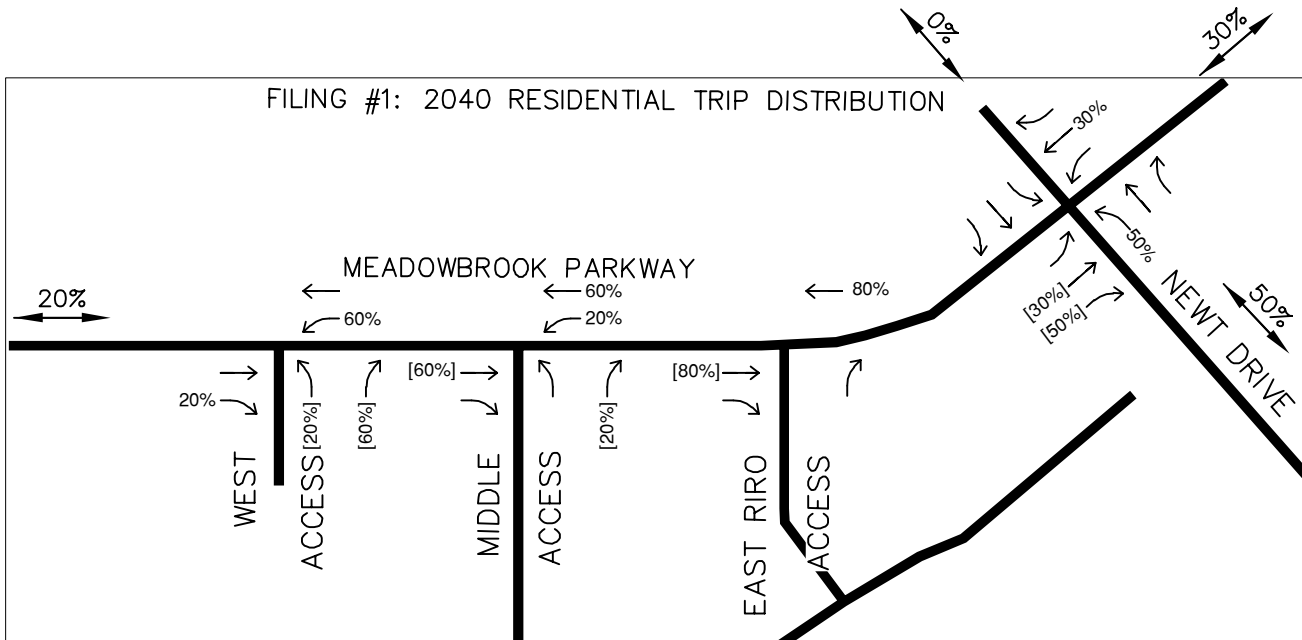 0%
30%
FILING #1: 2040 RESIDENTIAL TRIP DISTRIBUTION
30%
50%
MEADOWBROOK PARKWAY
20%
60%
60%
60%
20%
80%
[30%]
[50%]
NEWT DRIVE
50%
20%
[20%]
[60%]
[60%]
[20%]
[80%]
WEST
ACCESS
MIDDLE
ACCESS
EAST RIRO
ACCESS